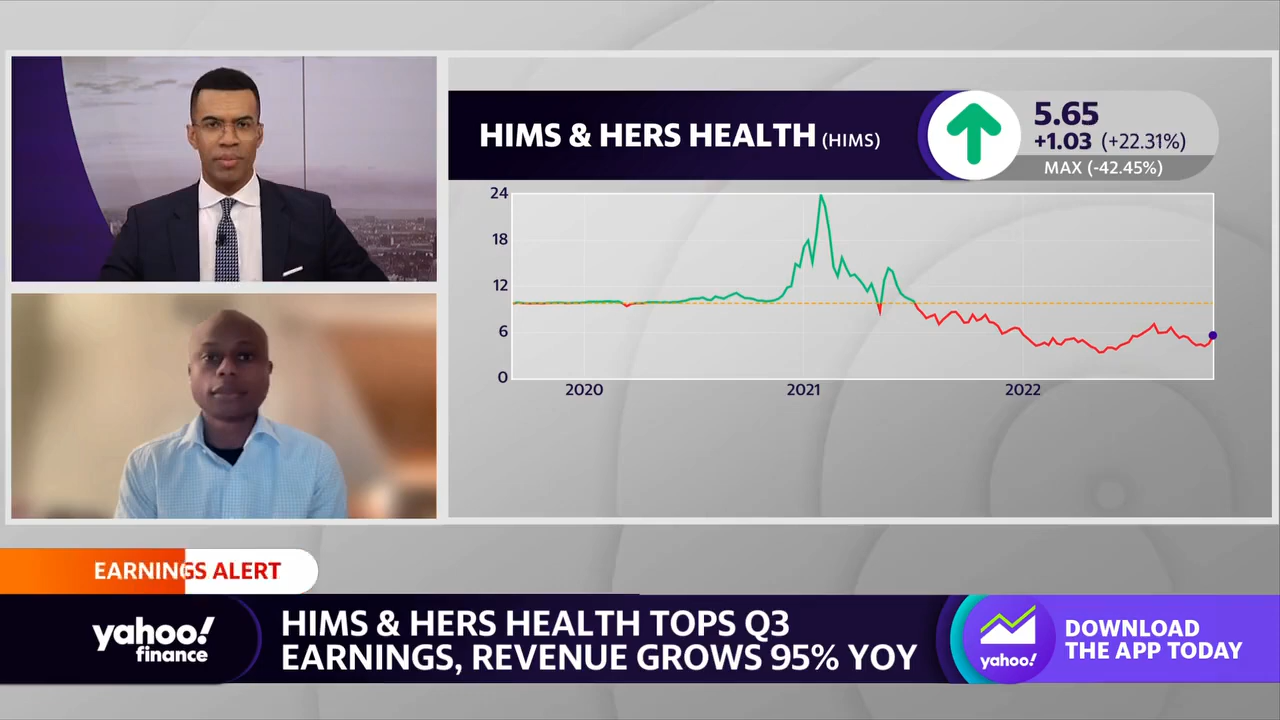 HIMS & HERS HEALTH (HIMS)
5.65
+1.03 (+22.31%)
MAX (-42.45%)
24
18
12
6
0
2020
2021
2022
EARNINGS ALERT
yahoo!
finance
HIMS & HERS HEALTH TOPS Q3
EARNINGS, REVENUE GROWS 95% YOY
yahoo!
DOWNLOAD
THE APP TODAY